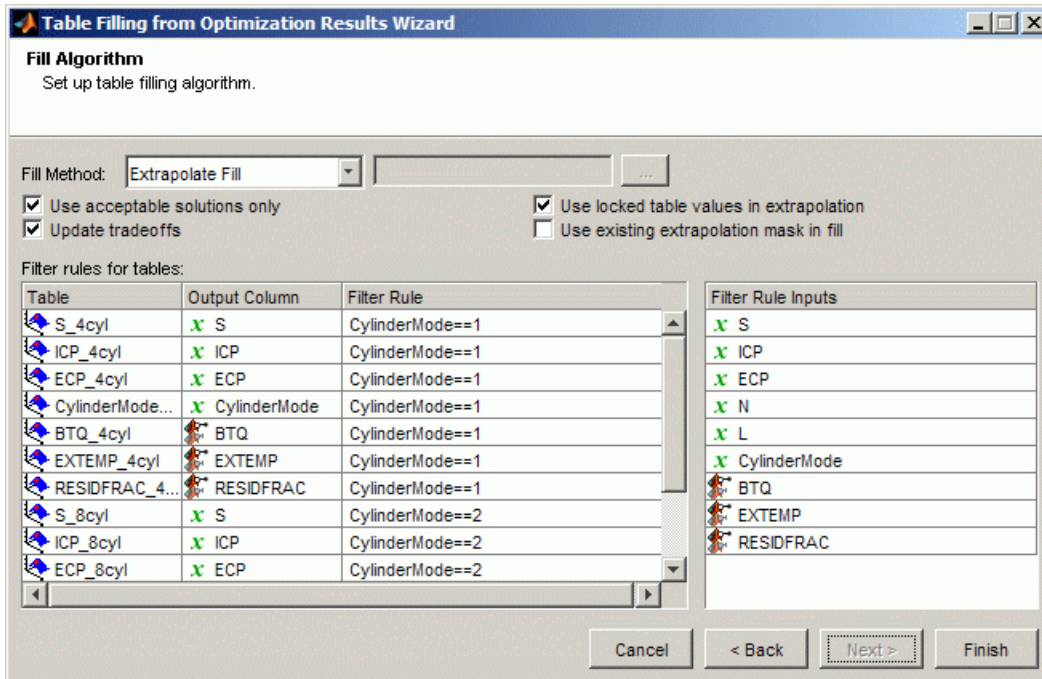 Table Filling from Optimization Results Wizard
Fill Algorithm
Set up table filling algorithm.
Fill Method: Extrapolate Fill ...
Use acceptable solutions only Use locked table values in extrapolation
Update tradeoffs Use existing extrapolation mask in fill
Filter rules for tables:
Table Output Column Filter Rule Filter Rule Inputs
S_4cyl x S CylinderMode==1 x S
ICP_4cyl x ICP CylinderMode==1 x ICP
ECP_4cyl x ECP CylinderMode==1 x ECP
CylinderMode... x CylinderMode CylinderMode==1 x N
BTQ_4cyl BTQ CylinderMode==1 x L
EXTEMP_4cyl EXTEMP CylinderMode==1 x CylinderMode
RESIDFRAC_4... RESIDFRAC CylinderMode==1 BTQ
S_8cyl x S CylinderMode==2 EXTEMP
ICP_8cyl x ICP CylinderMode==2 RESIDFRAC
ECP_8cyl x ECP CylinderMode==2
Cancel < Back Next > Finish